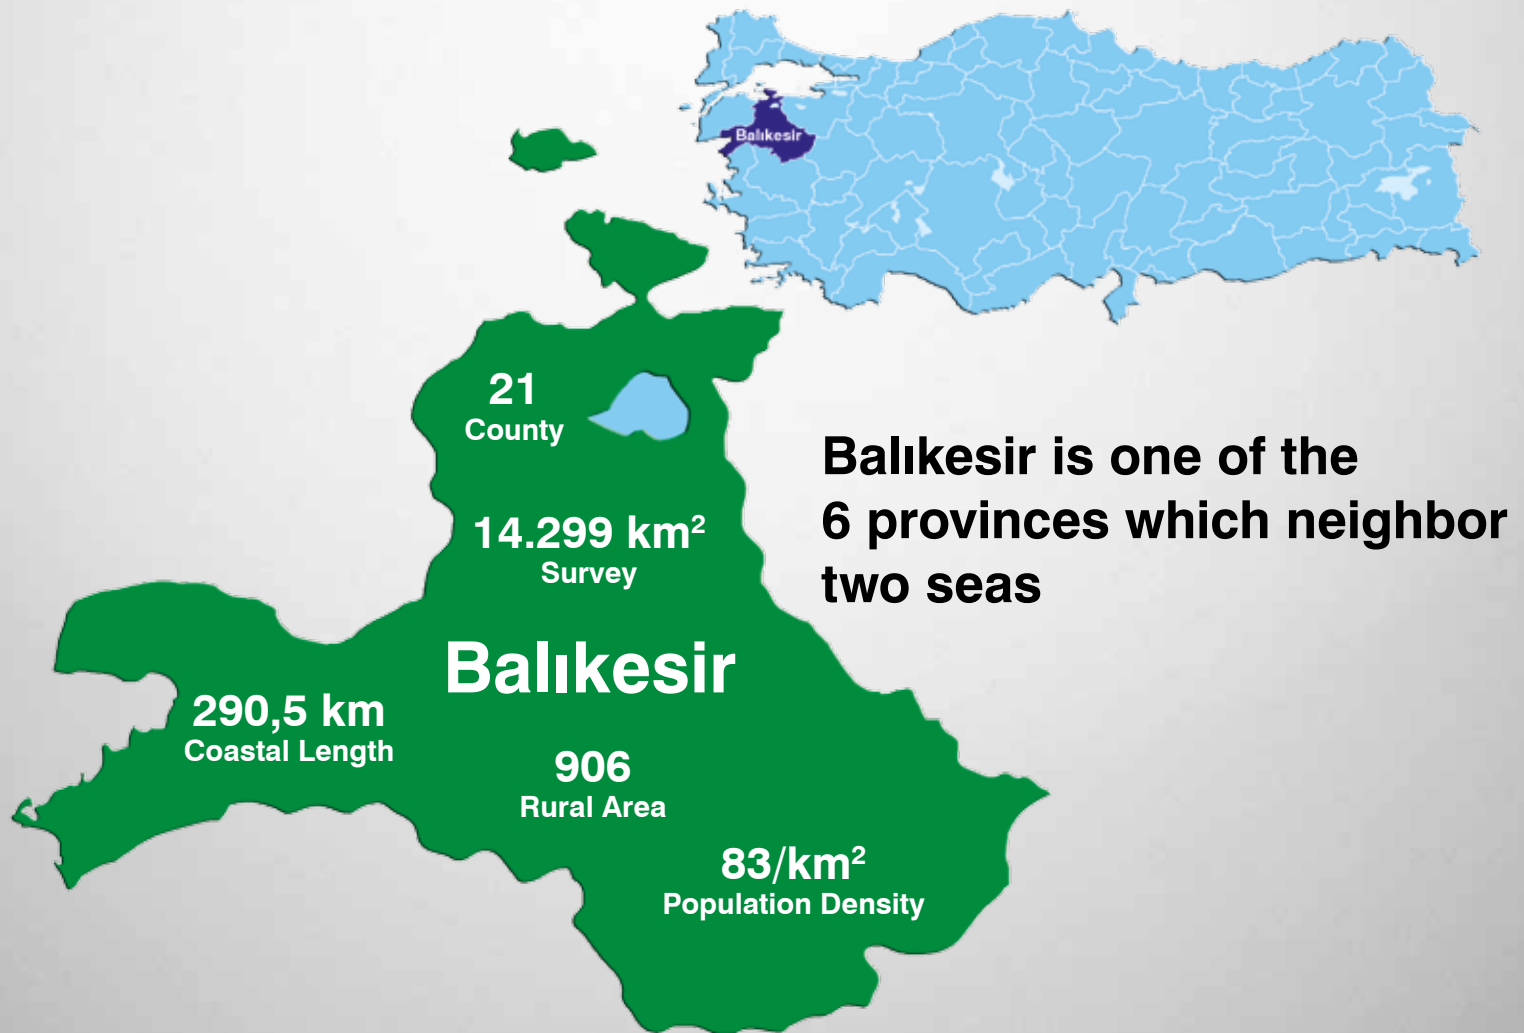 Balıkesir
21
County
14.299 km²
Survey
Balıkesir is one of the
6 provinces which neighbor
two seas
Balıkesir
290,5 km
Coastal Length
906
Rural Area
83/km²
Population Density